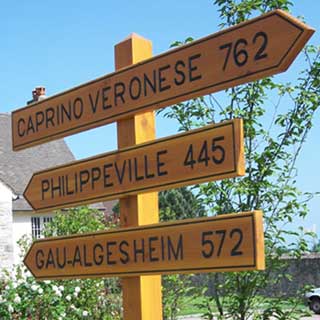 CAPRINO VERONESE 762
PHILIPPEVILLE 445
GAU-ALGESHEIM 572